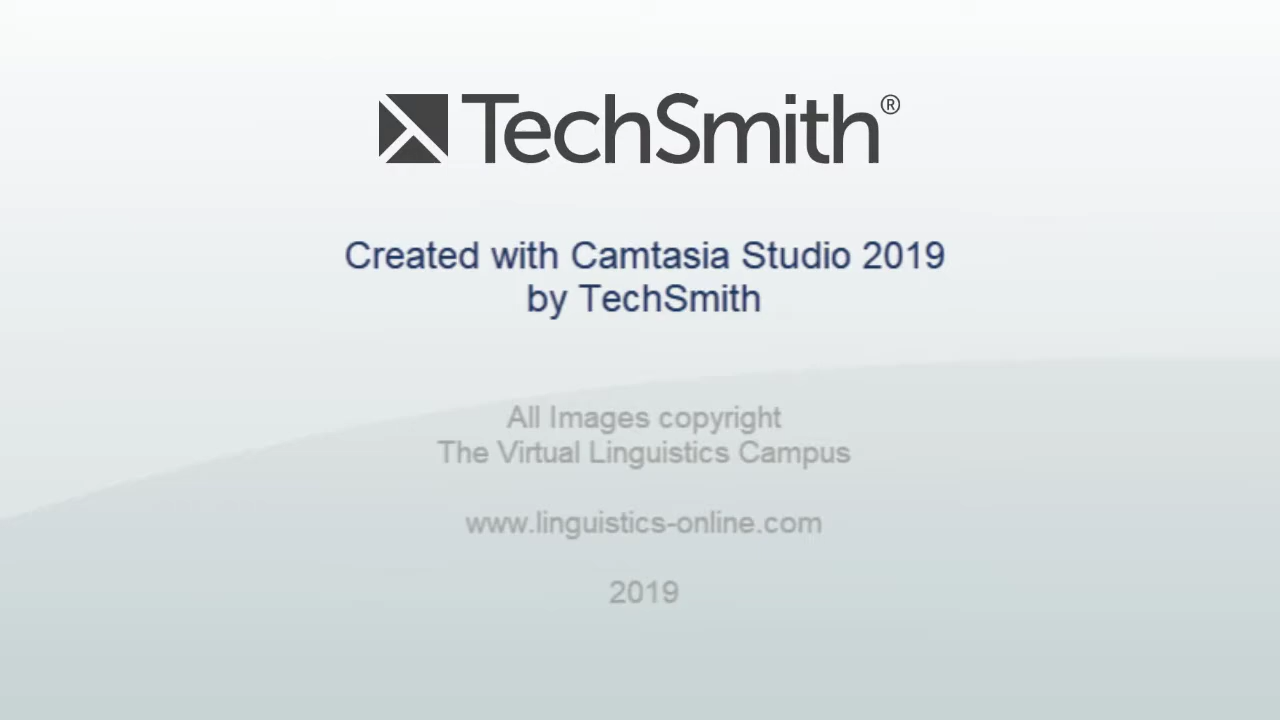 TechSmith®
Created with Camtasia Studio 2019
by TechSmith
All Images copyright
The Virtual Linguistics Campus
www.linguistics-online.com
2019